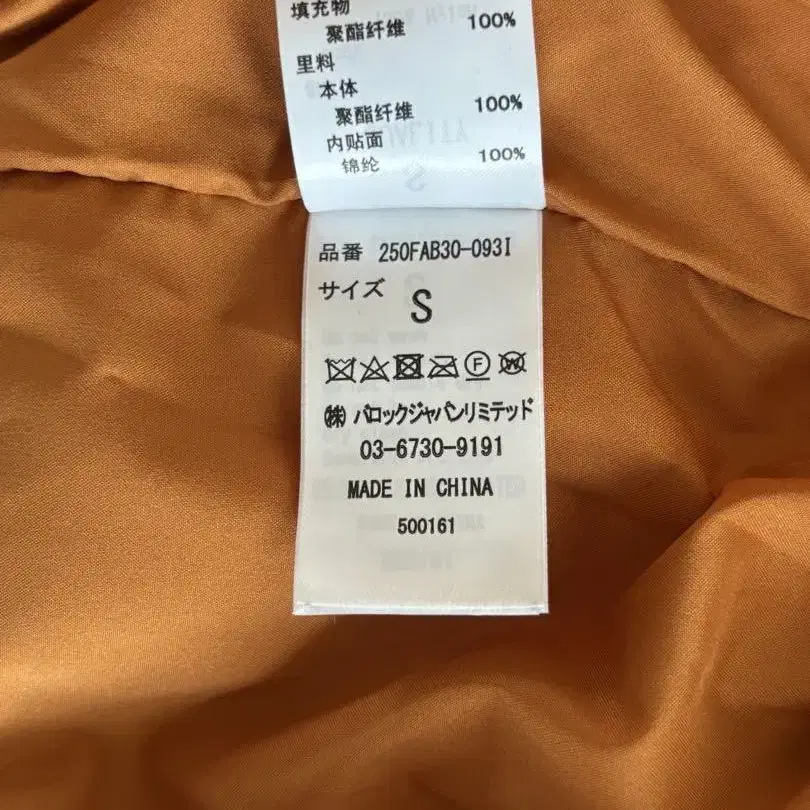 填充物
聚酯纤维 100%
里料
本体
聚酯纤维 100%
内贴面
锦纶 100%
品番 250FAB30-093I
サイズ S
Ⓕ Ⓦ
㈱バロックジャパンリミテッド
03-6730-9191
MADE IN CHINA
500161